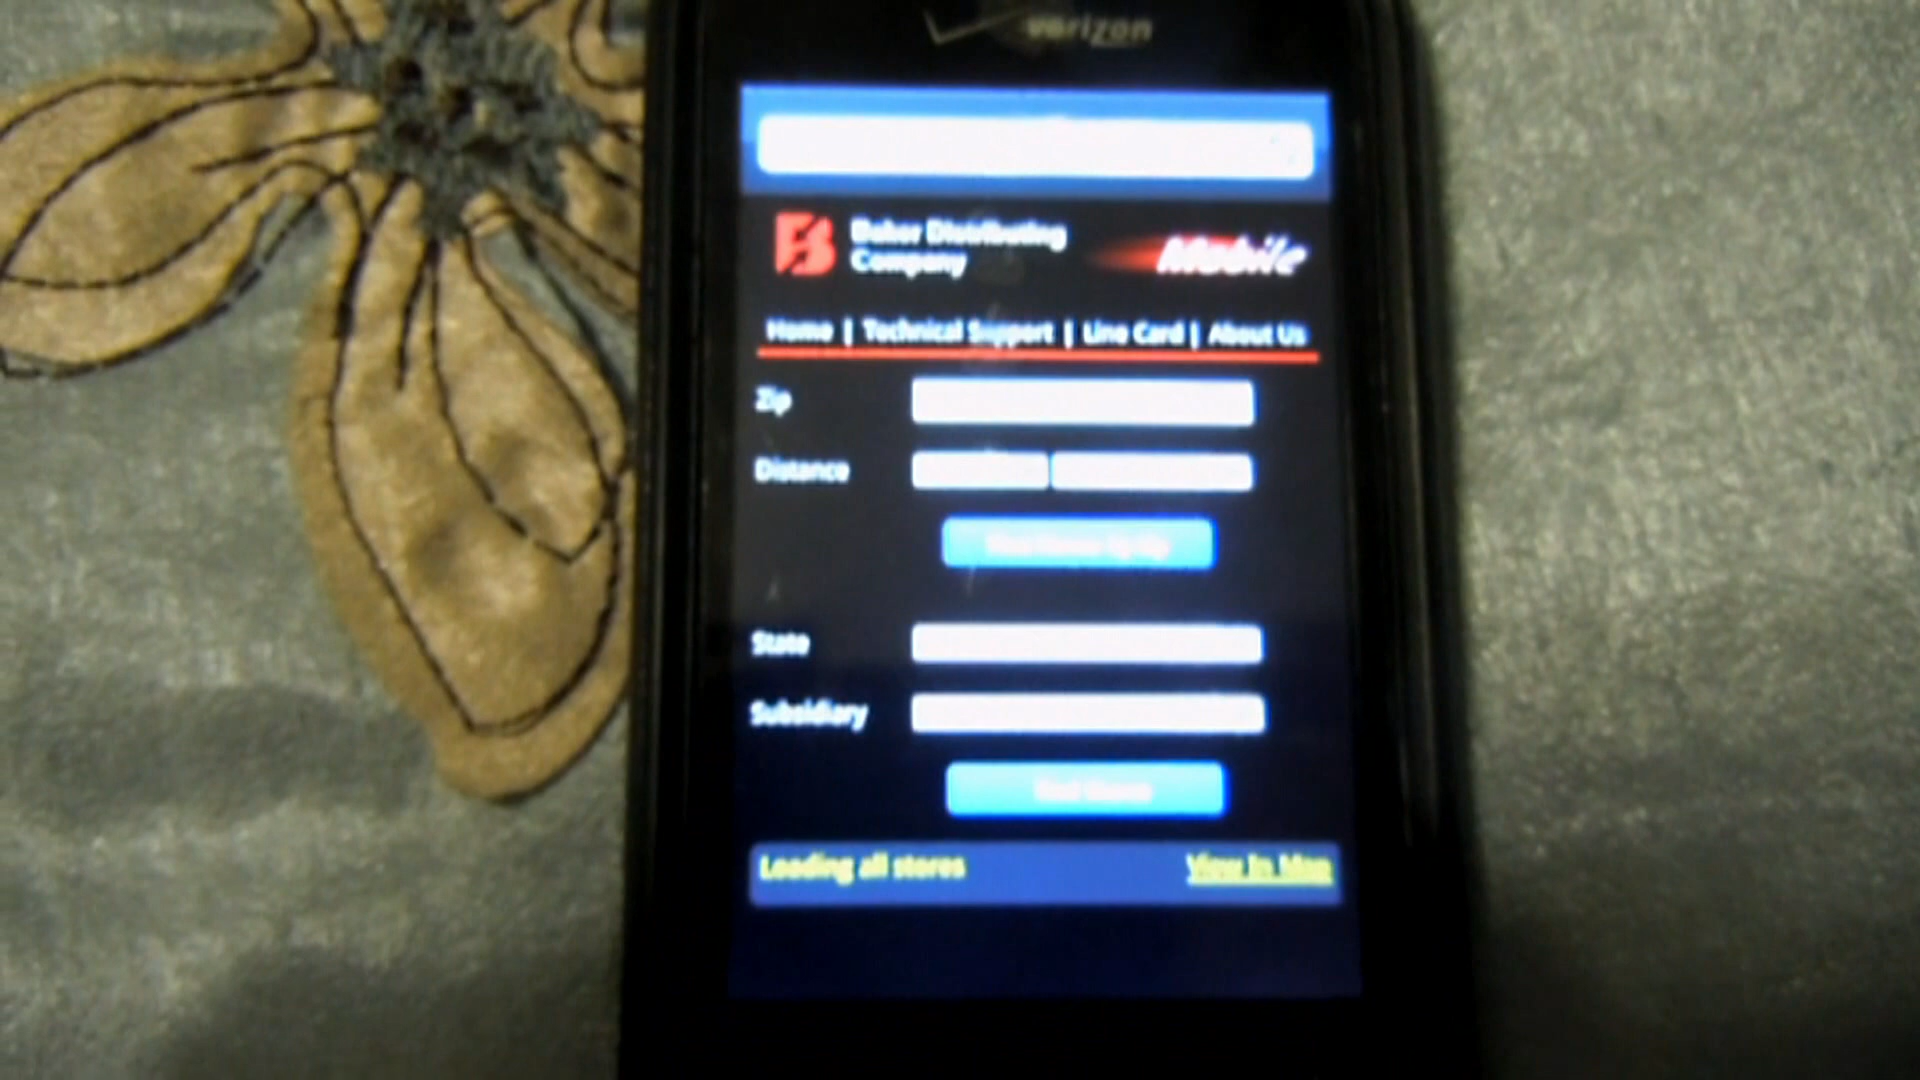 verizon
Baker Distributing
Company
Mobile
Home | Technical Support | Line Card | About Us
Zip
Distance
State
Subsidiary
Loading all stores
View In Map